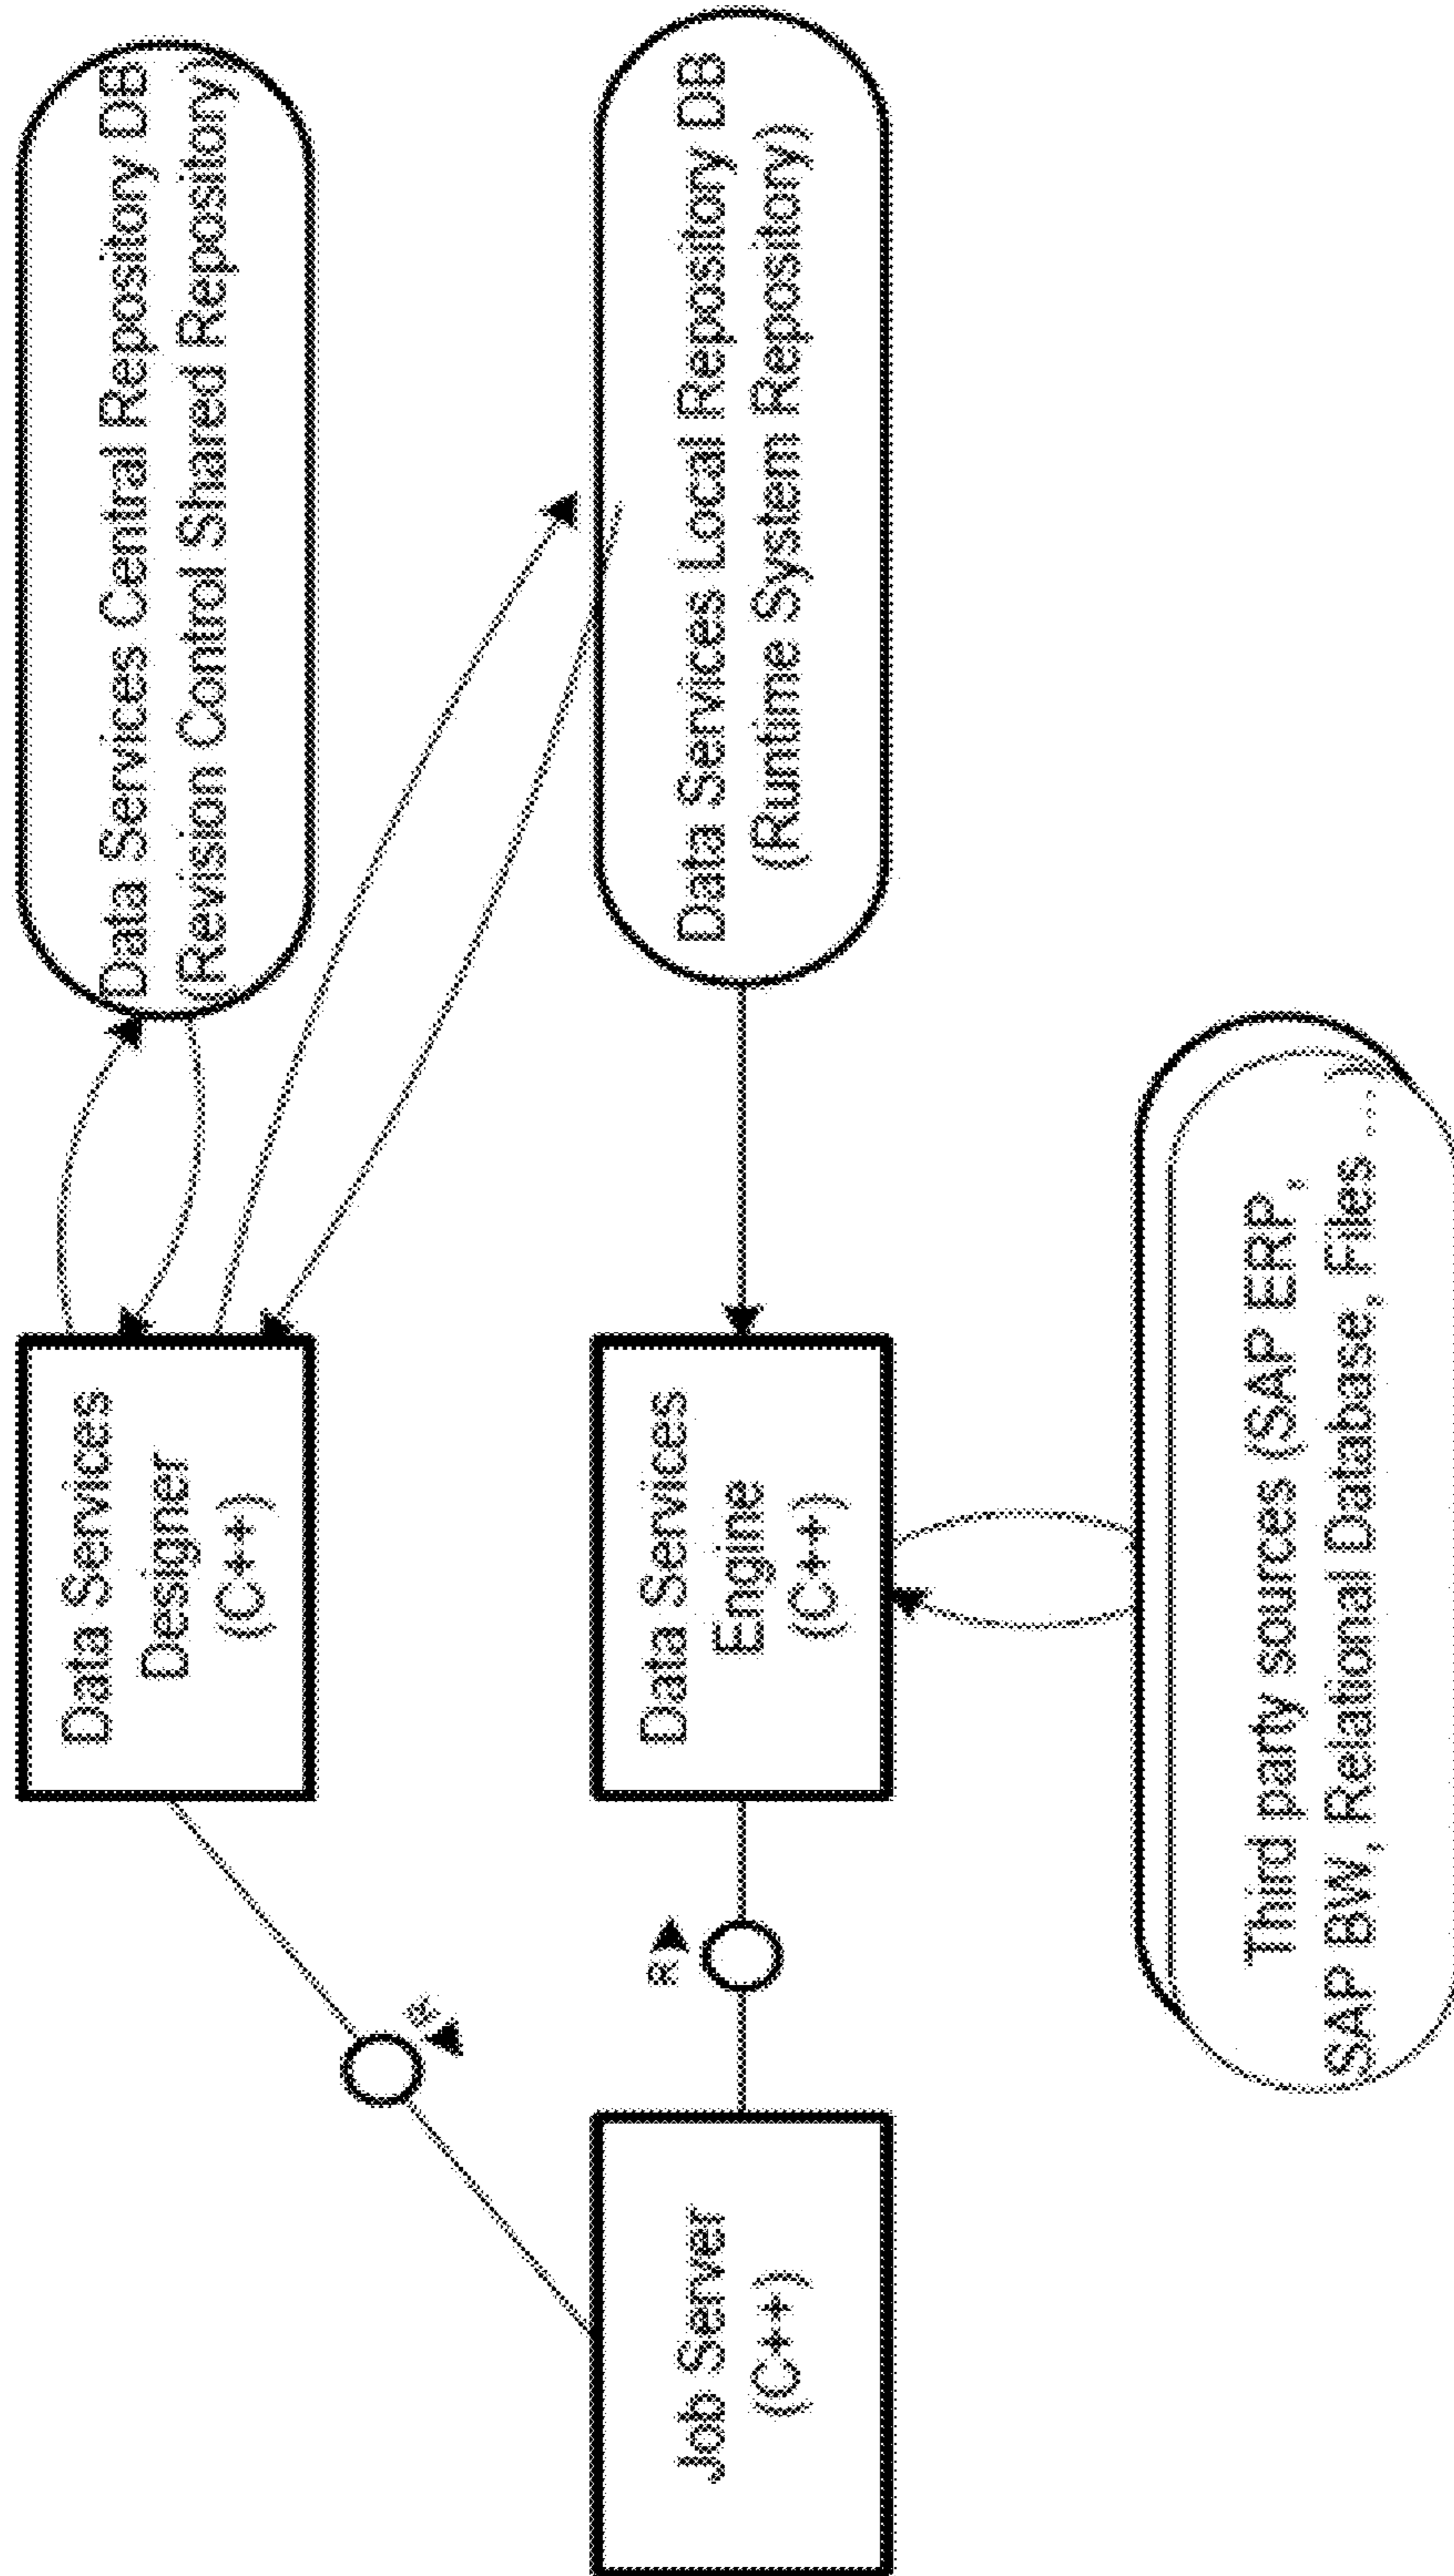 Data Services Central Repository DB
(Revision Control Shared Repository)
Data Services
Designer
(C++)
R
Data Services Local Repository DB
(Runtime System Repository)
Data Services
Engine
(C++)
R
Job Server
(C++)
Third party sources (SAP ERP,
SAP BW, Relational Database, Files ...)